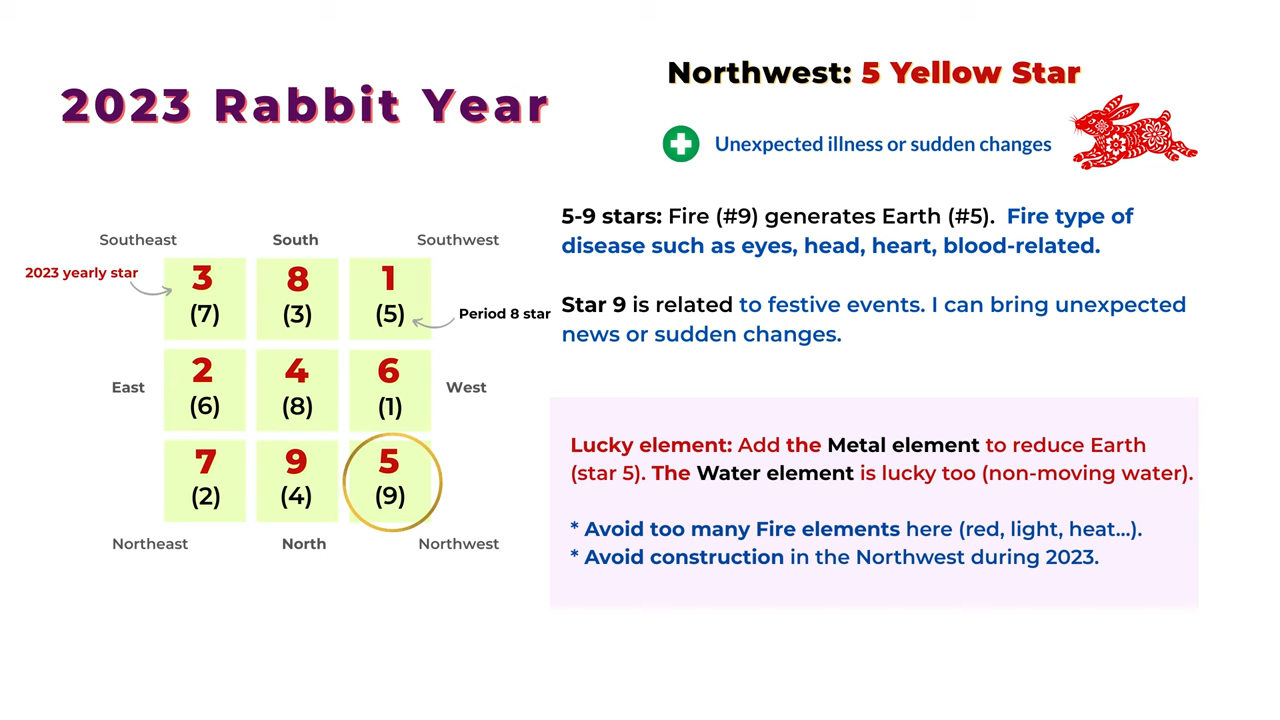 2023 Rabbit Year
Southeast South Southwest
2023 yearly star
3 8 1
(7) (3) (5)
Period 8 star
East
2 4 6
(6) (8) (1)
West
7 9 5
(2) (4) (9)
Northeast North Northwest
Northwest: 5 Yellow Star
Unexpected illness or sudden changes
5-9 stars: Fire (#9) generates Earth (#5). Fire type of
disease such as eyes, head, heart, blood-related.
Star 9 is related to festive events. I can bring unexpected
news or sudden changes.
Lucky element: Add the Metal element to reduce Earth
(star 5). The Water element is lucky too (non-moving water).
* Avoid too many Fire elements here (red, light, heat...).
* Avoid construction in the Northwest during 2023.